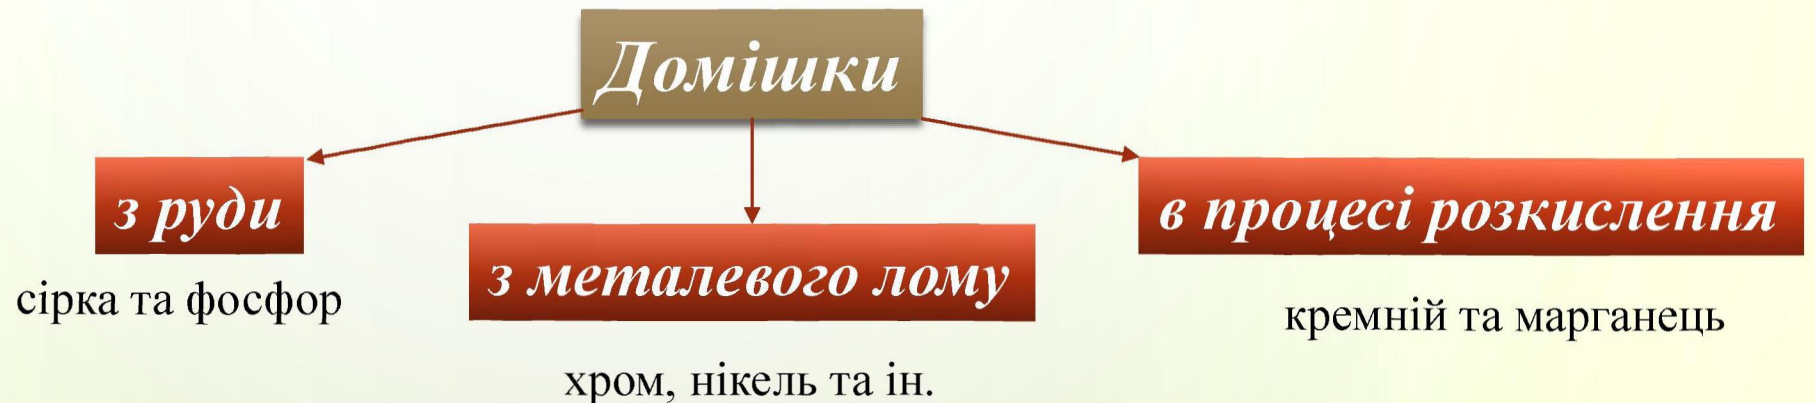 Домішки
з руди
сірка та фосфор
з металевого лому
хром, нікель та ін.
в процесі розкислення
кремній та марганець